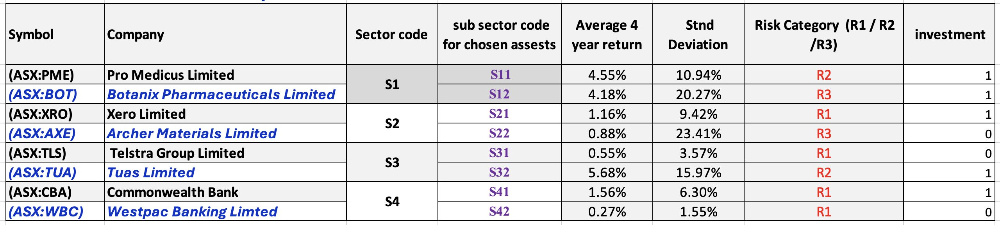 Symbol Company Sector code sub sector code for chosen assests Average 4 year return Stnd Deviation Risk Category (R1 / R2 /R3) investment
(ASX:PME) Pro Medicus Limited S1 S11 4.55% 10.94% R2 1
(ASX:BOT) Botanix Pharmaceuticals Limited S12 4.18% 20.27% R3 1
(ASX:XRO) Xero Limited S2 S21 1.16% 9.42% R1 1
(ASX:AXE) Archer Materials Limited S22 0.88% 23.41% R3 0
(ASX:TLS) Telstra Group Limited S3 S31 0.55% 3.57% R1 0
(ASX:TUA) Tuas Limited S32 5.68% 15.97% R2 1
(ASX:CBA) Commonwealth Bank S4 S41 1.56% 6.30% R1 1
(ASX:WBC) Westpac Banking Limted S42 0.27% 1.55% R1 0